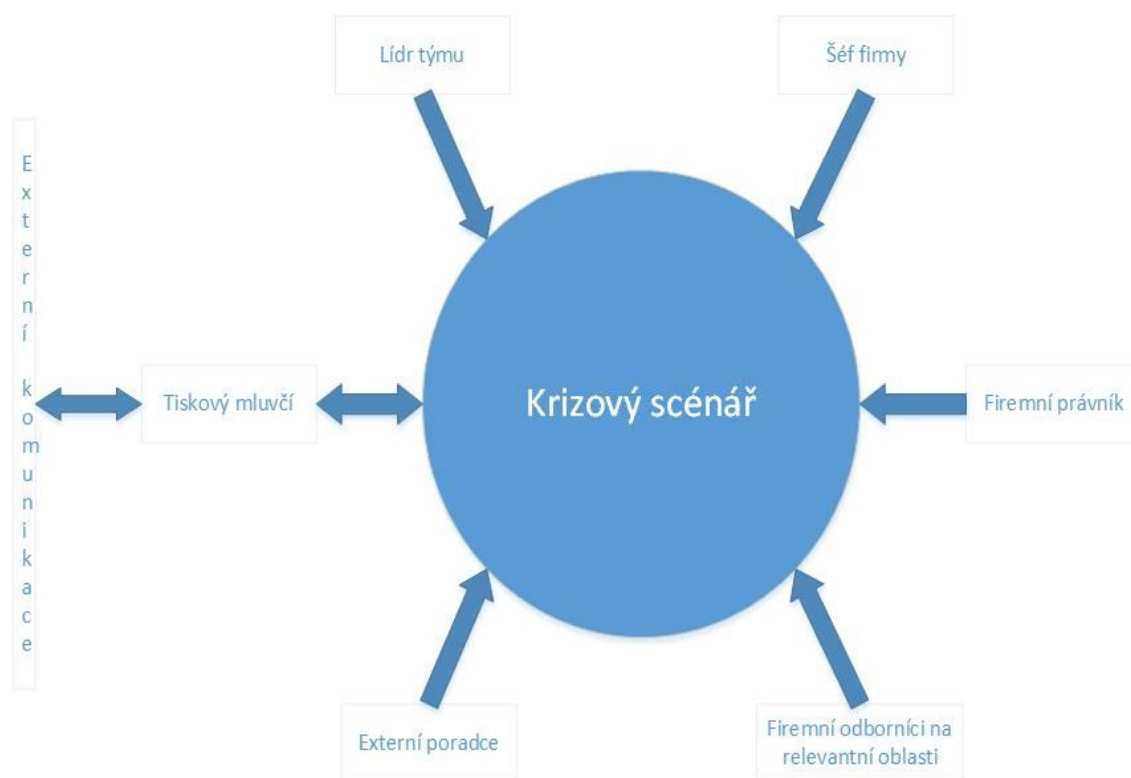 Lídr týmu
Šéf firmy
Externí komunikace
Tiskový mluvčí
Krizový scénář
Firemní právník
Externí poradce
Firemní odborníci na
relevantní oblasti